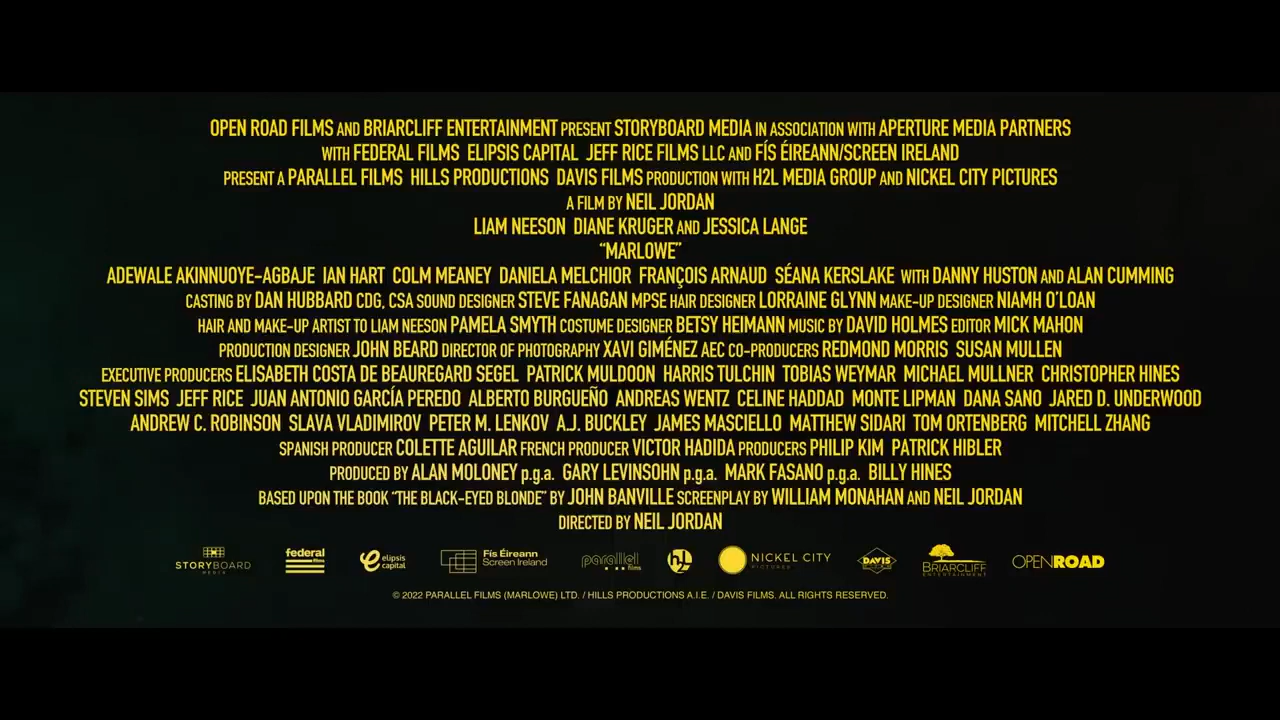 OPEN ROAD FILMS AND BRIARCLIFF ENTERTAINMENT PRESENT STORYBOARD MEDIA IN ASSOCIATION WITH APERTURE MEDIA PARTNERS
WITH FEDERAL FILMS ELIPSIS CAPITAL JEFF RICE FILMS LLC AND FÍS ÉIREANN/SCREEN IRELAND
PRESENT A PARALLEL FILMS HILLS PRODUCTIONS DAVIS FILMS PRODUCTION WITH H2L MEDIA GROUP AND NICKEL CITY PICTURES
A FILM BY NEIL JORDAN
LIAM NEESON DIANE KRUGER AND JESSICA LANGE
“MARLOWE”
ADEWALE AKINNUOYE-AGBAJE IAN HART COLM MEANEY DANIELA MELCHIOR FRANÇOIS ARNAUD SÉANA KERSLAKE WITH DANNY HUSTON AND ALAN CUMMING
CASTING BY DAN HUBBARD CDG, CSA SOUND DESIGNER STEVE FANAGAN MPSE HAIR DESIGNER LORRAINE GLYNN MAKE-UP DESIGNER NIAMH O'LOAN
HAIR AND MAKE-UP ARTIST TO LIAM NEESON PAMELA SMYTH COSTUME DESIGNER BETSY HEIMANN MUSIC BY DAVID HOLMES EDITOR MICK MAHON
PRODUCTION DESIGNER JOHN BEARD DIRECTOR OF PHOTOGRAPHY XAVI GIMÉNEZ AEC CO-PRODUCERS REDMOND MORRIS SUSAN MULLEN
EXECUTIVE PRODUCERS ELISABETH COSTA DE BEAUREGARD SEGEL PATRICK MULDOON HARRIS TULCHIN TOBIAS WEYMAR MICHAEL MULLNER CHRISTOPHER HINES
STEVEN SIMS JEFF RICE JUAN ANTONIO GARCÍA PEREDO ALBERTO BURGUEÑO ANDREAS WENTZ CELINE HADDAD MONTE LIPMAN DANA SANO JARED D. UNDERWOOD
ANDREW C. ROBINSON SLAVA VLADIMIROV PETER M. LENKOV A.J. BUCKLEY JAMES MASCIELLO MATTHEW SIDARI TOM ORTENBERG MITCHELL ZHANG
SPANISH PRODUCER COLETTE AGUILAR FRENCH PRODUCER VICTOR HADIDA PRODUCERS PHILIP KIM PATRICK HIBLER
PRODUCED BY ALAN MOLONEY p.g.a. GARY LEVINSOHN p.g.a. MARK FASANO p.g.a. BILLY HINES
BASED UPON THE BOOK “THE BLACK-EYED BLONDE” BY JOHN BANVILLE SCREENPLAY BY WILLIAM MONAHAN AND NEIL JORDAN
DIRECTED BY NEIL JORDAN
STORYBOARD MEDIA federal elipsis capital Fís Éireann Screen Ireland parallel films NICKEL CITY PICTURES DAVIS BRIARCLIFF ENTERTAINMENT OPENROAD
© 2022 PARALLEL FILMS (MARLOWE) LTD. / HILLS PRODUCTIONS A.I.E. / DAVIS FILMS. ALL RIGHTS RESERVED.